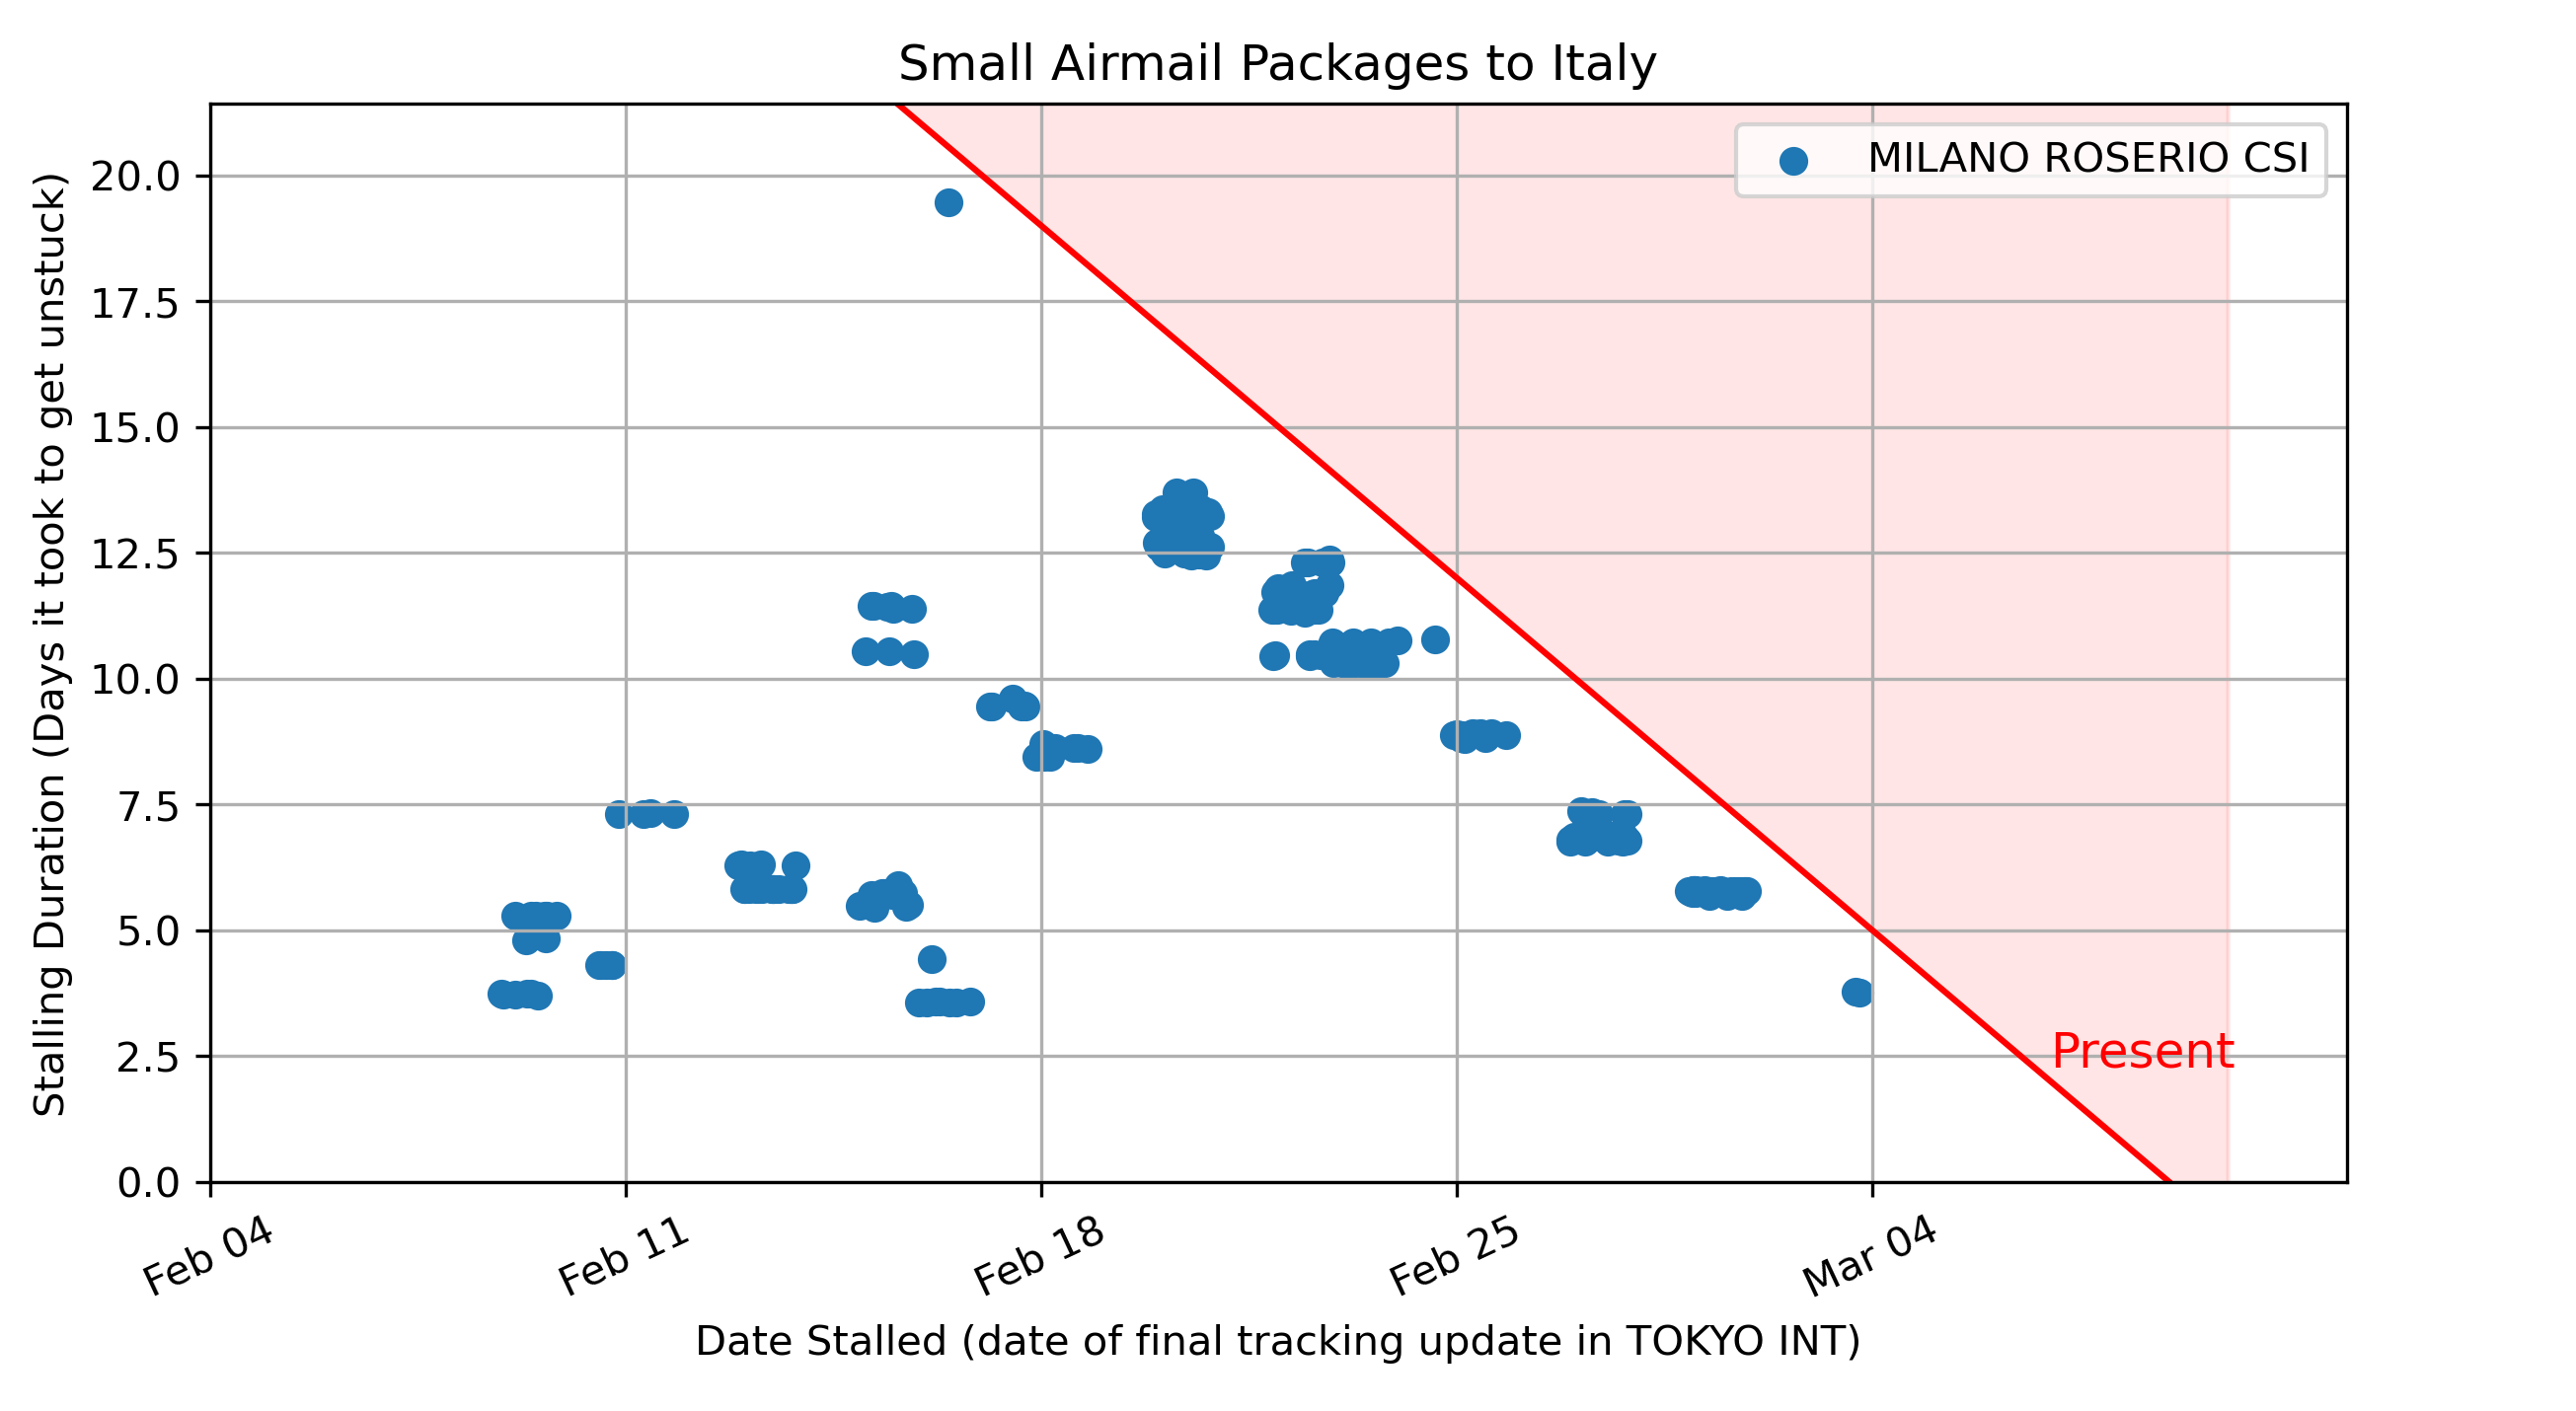 Small Airmail Packages to Italy
MILANO ROSERIO CSI
Stalling Duration (Days it took to get unstuck)
20.0
17.5
15.0
12.5
10.0
7.5
5.0
2.5
0.0
Present
Feb 04
Feb 11
Feb 18
Feb 25
Mar 04
Date Stalled (date of final tracking update in TOKYO INT)